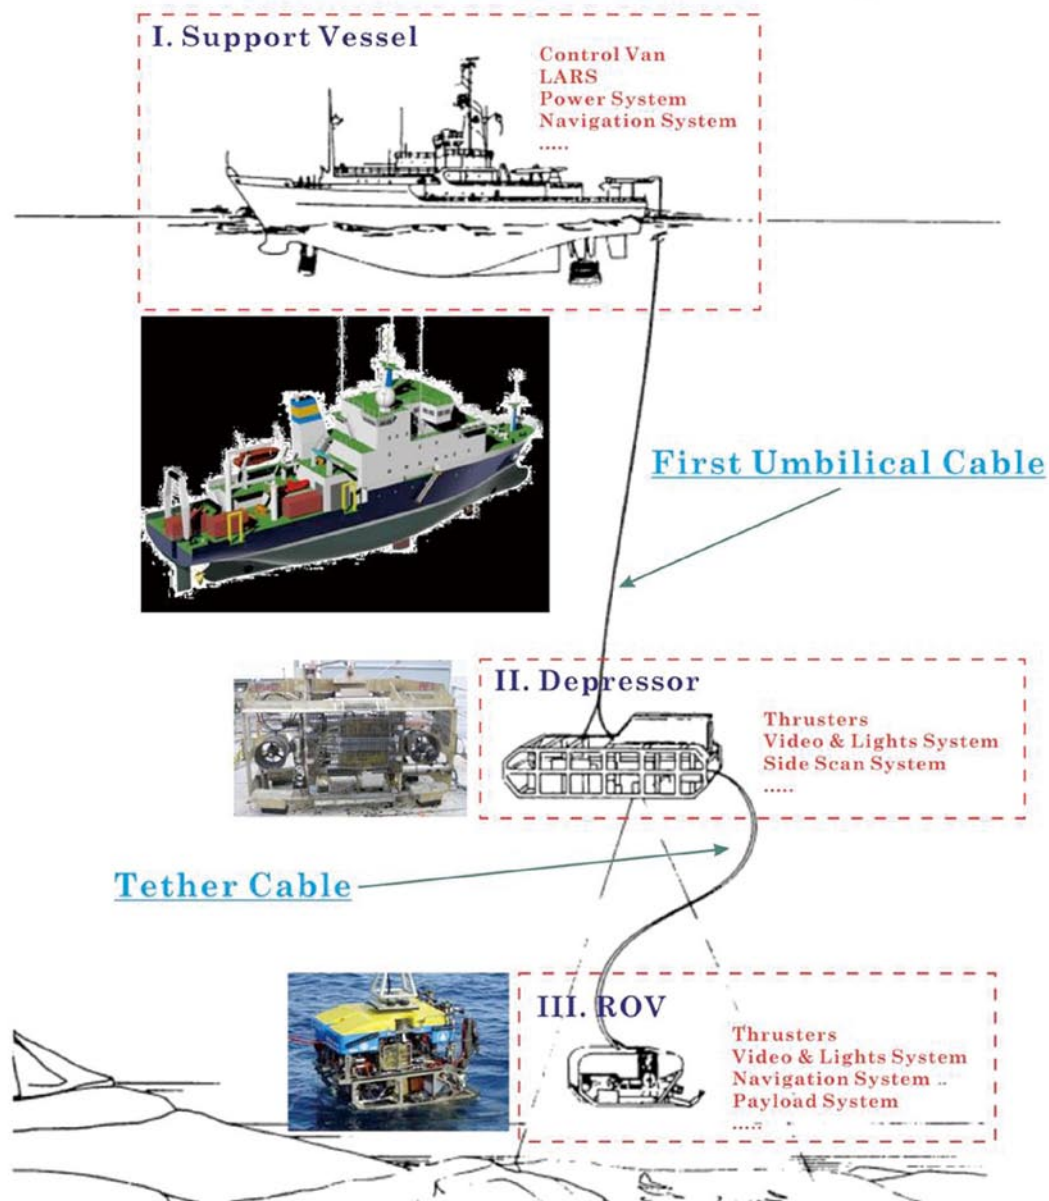 I. Support Vessel
Control Van
LARS
Power System
Navigation System
.....
First Umbilical Cable
II. Depressor
Thrusters
Video & Lights System
Side Scan System
.....
Tether Cable
III. ROV
Thrusters
Video & Lights System
Navigation System ..
Payload System
.....